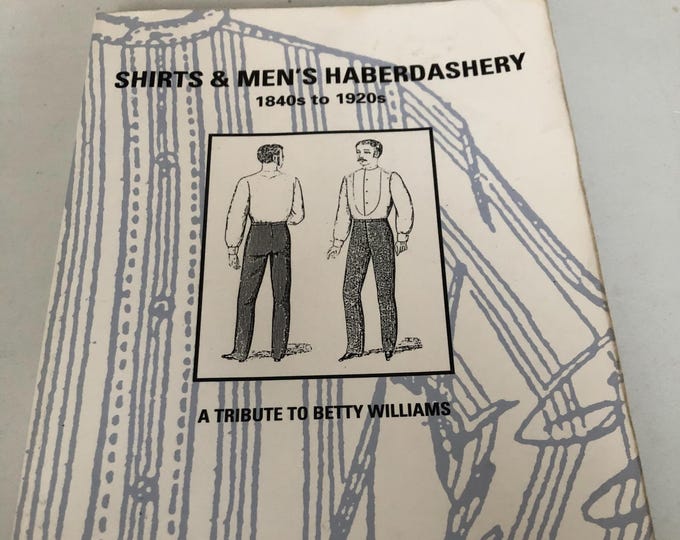 SHIRTS & MEN'S HABERDASHERY
1840s to 1920s
A TRIBUTE TO BETTY WILLIAMS